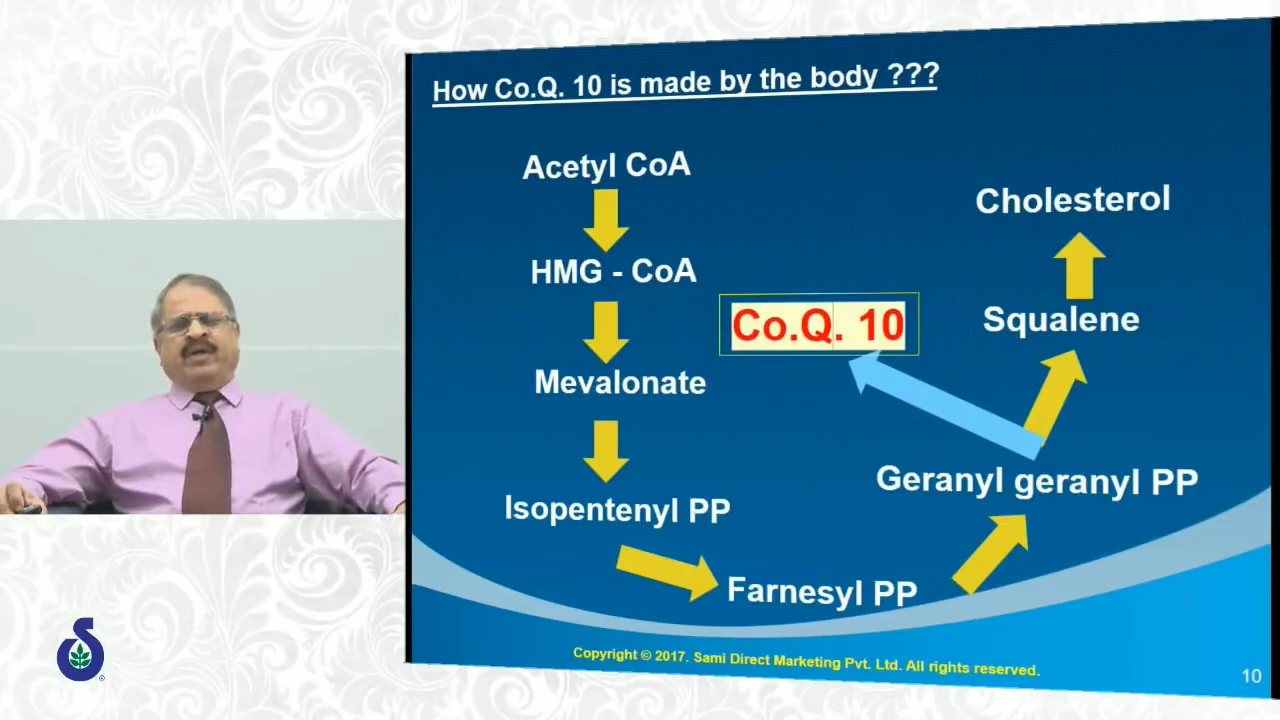 How Co.Q. 10 is made by the body ???
Acetyl CoA
HMG - CoA
Mevalonate
Isopentenyl PP
Farnesyl PP
Geranyl geranyl PP
Co.Q. 10
Squalene
Cholesterol
Copyright © 2017. Sami Direct Marketing Pvt. Ltd. All rights reserved.
10
®